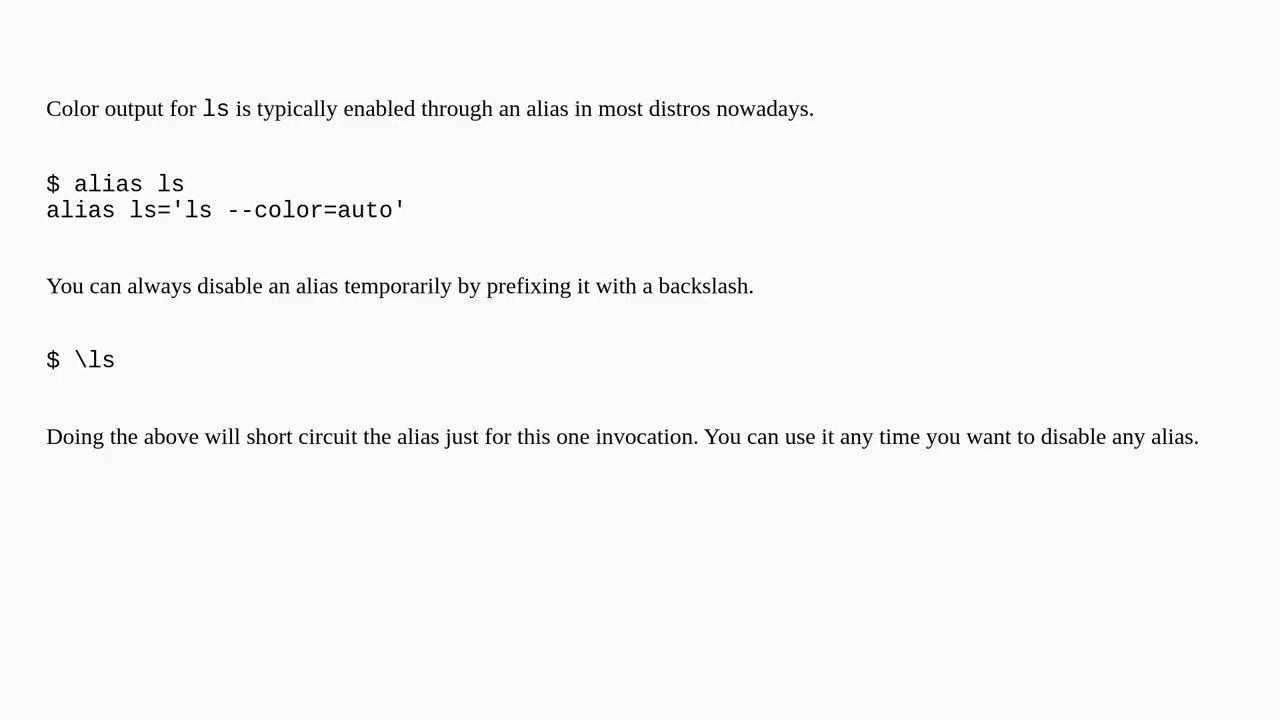 Color output for ls is typically enabled through an alias in most distros nowadays.
$ alias ls
alias ls='ls --color=auto'
You can always disable an alias temporarily by prefixing it with a backslash.
$ \ls
Doing the above will short circuit the alias just for this one invocation. You can use it any time you want to disable any alias.